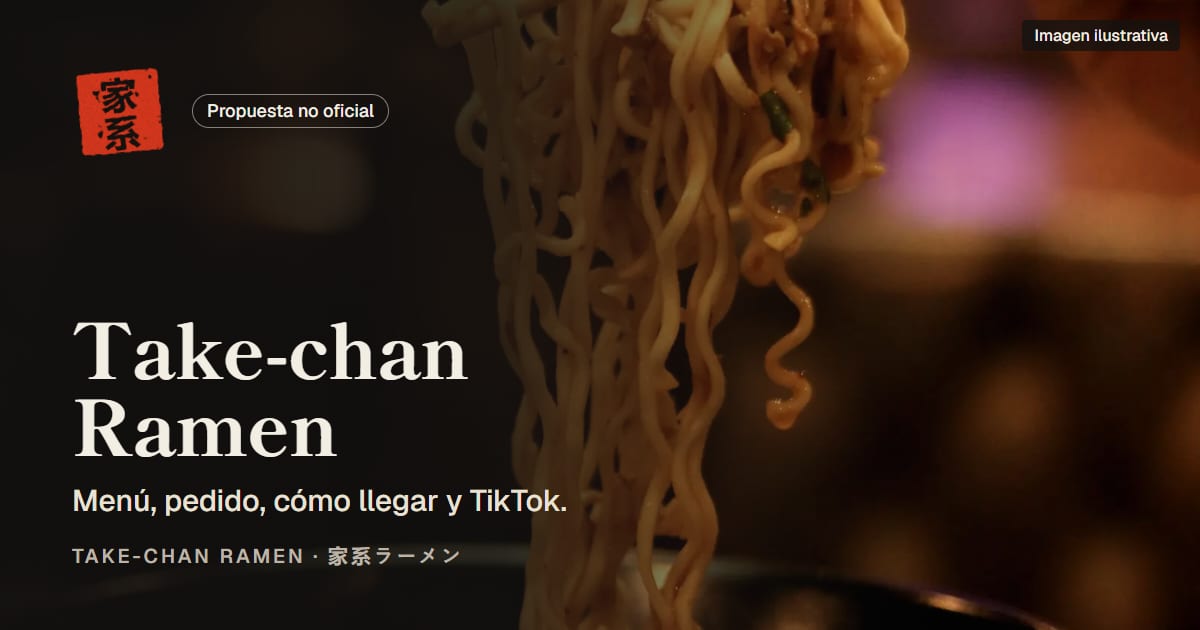 Imagen ilustrativa
家系
Propuesta no oficial
Take-chan
Ramen
Menú, pedido, cómo llegar y TikTok.
TAKE-CHAN RAMEN · 家系ラーメン